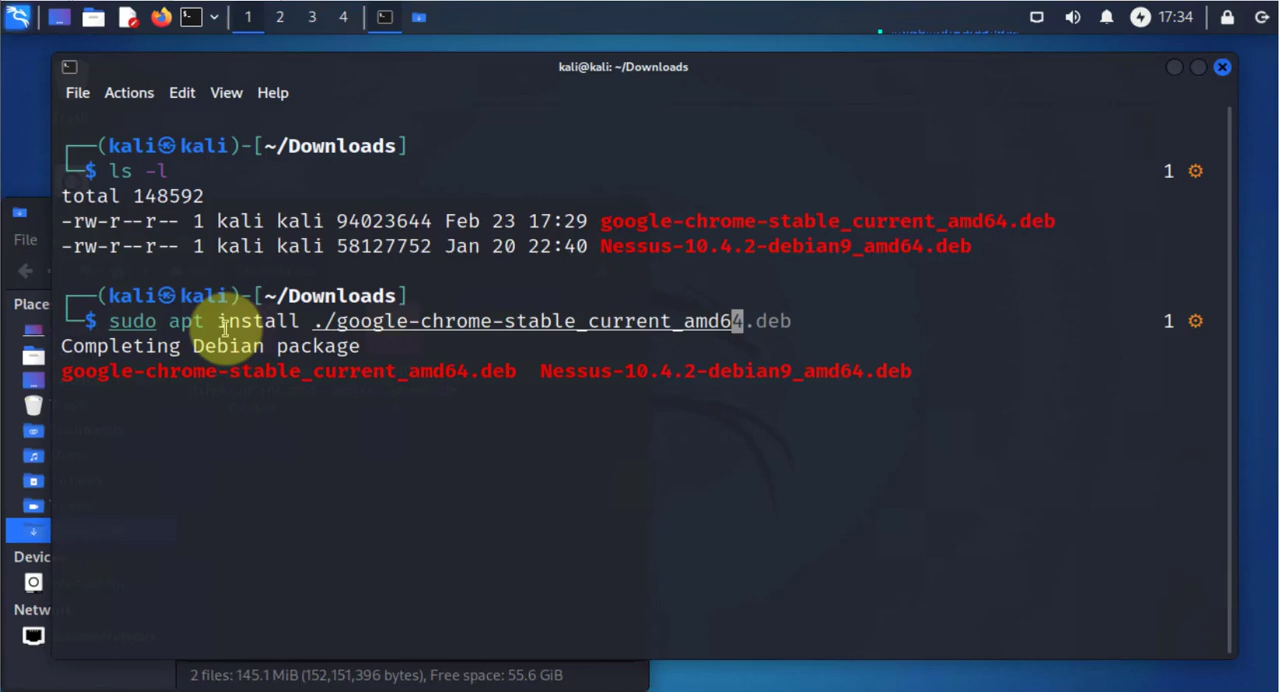 1 2 3 4 17:34
kali@kali: ~/Downloads
File Actions Edit View Help
┌──(kali㉿kali)-[~/Downloads]
└─$ ls -l 1
total 148592
-rw-r--r-- 1 kali kali 94023644 Feb 23 17:29 google-chrome-stable_current_amd64.deb
-rw-r--r-- 1 kali kali 58127752 Jan 20 22:40 Nessus-10.4.2-debian9_amd64.deb
┌──(kali㉿kali)-[~/Downloads]
└─$ sudo apt install ./google-chrome-stable_current_amd64.deb 1
Completing Debian package
google-chrome-stable_current_amd64.deb Nessus-10.4.2-debian9_amd64.deb
File
Place
Devic
Netw
2 files: 145.1 MiB (152,151,396 bytes), Free space: 55.6 GiB